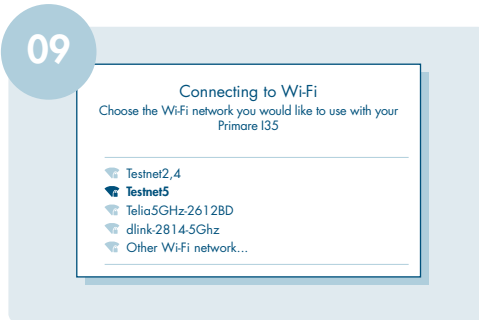 09
Connecting to Wi-Fi
Choose the Wi-Fi network you would like to use with your
Primare I35
Testnet2,4
Testnet5
Telia5GHz-2612BD
dlink-2814-5Ghz
Other Wi-Fi network...